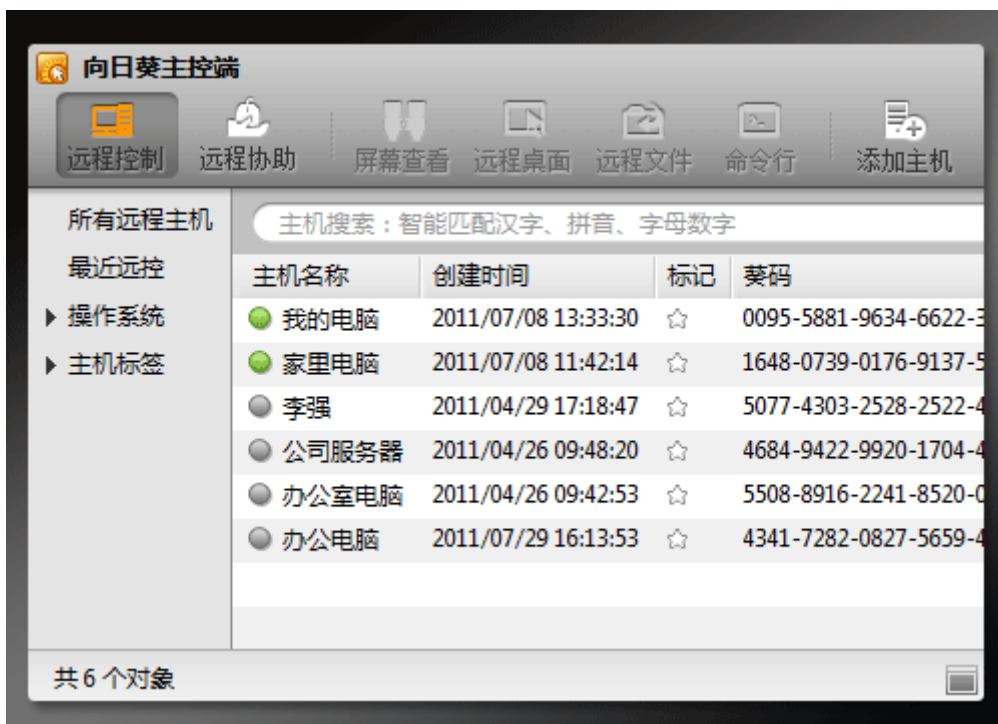 向日葵主控端
远程控制 远程协助 屏幕查看 远程桌面 远程文件 命令行 添加主机
所有远程主机 主机搜索：智能匹配汉字、拼音、字母数字
最近远控 主机名称 创建时间 标记 葵码
操作系统 我的电脑 2011/07/08 13:33:30 0095-5881-9634-6622-3
主机标签 家里电脑 2011/07/08 11:42:14 1648-0739-0176-9137-5
李强 2011/04/29 17:18:47 5077-4303-2528-2522-4
公司服务器 2011/04/26 09:48:20 4684-9422-9920-1704-4
办公室电脑 2011/04/26 09:42:53 5508-8916-2241-8520-0
办公电脑 2011/07/29 16:13:53 4341-7282-0827-5659-4
共 6 个对象